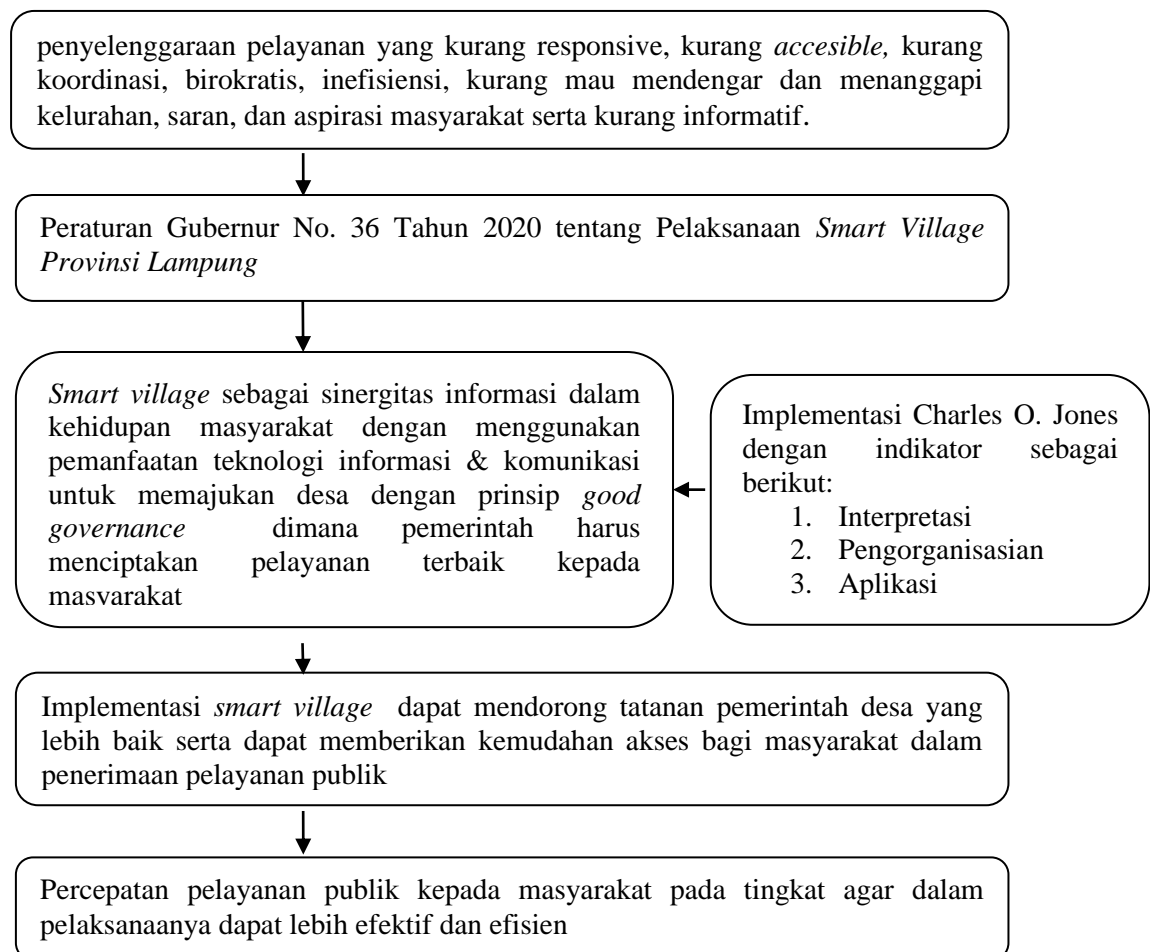 penyelenggaraan pelayanan yang kurang responsive, kurang accesible, kurang
koordinasi, birokratis, inefisiensi, kurang mau mendengar dan menanggapi
kelurahan, saran, dan aspirasi masyarakat serta kurang informatif.
Peraturan Gubernur No. 36 Tahun 2020 tentang Pelaksanaan Smart Village
Provinsi Lampung
Smart village sebagai sinergitas informasi dalam
kehidupan masyarakat dengan menggunakan
pemanfaatan teknologi informasi & komunikasi
untuk memajukan desa dengan prinsip good
governance dimana pemerintah harus
menciptakan pelayanan terbaik kepada
masyarakat
Implementasi Charles O. Jones
dengan indikator sebagai
berikut:
1. Interpretasi
2. Pengorganisasian
3. Aplikasi
Implementasi smart village dapat mendorong tatanan pemerintah desa yang
lebih baik serta dapat memberikan kemudahan akses bagi masyarakat dalam
penerimaan pelayanan publik
Percepatan pelayanan publik kepada masyarakat pada tingkat agar dalam
pelaksanaanya dapat lebih efektif dan efisien